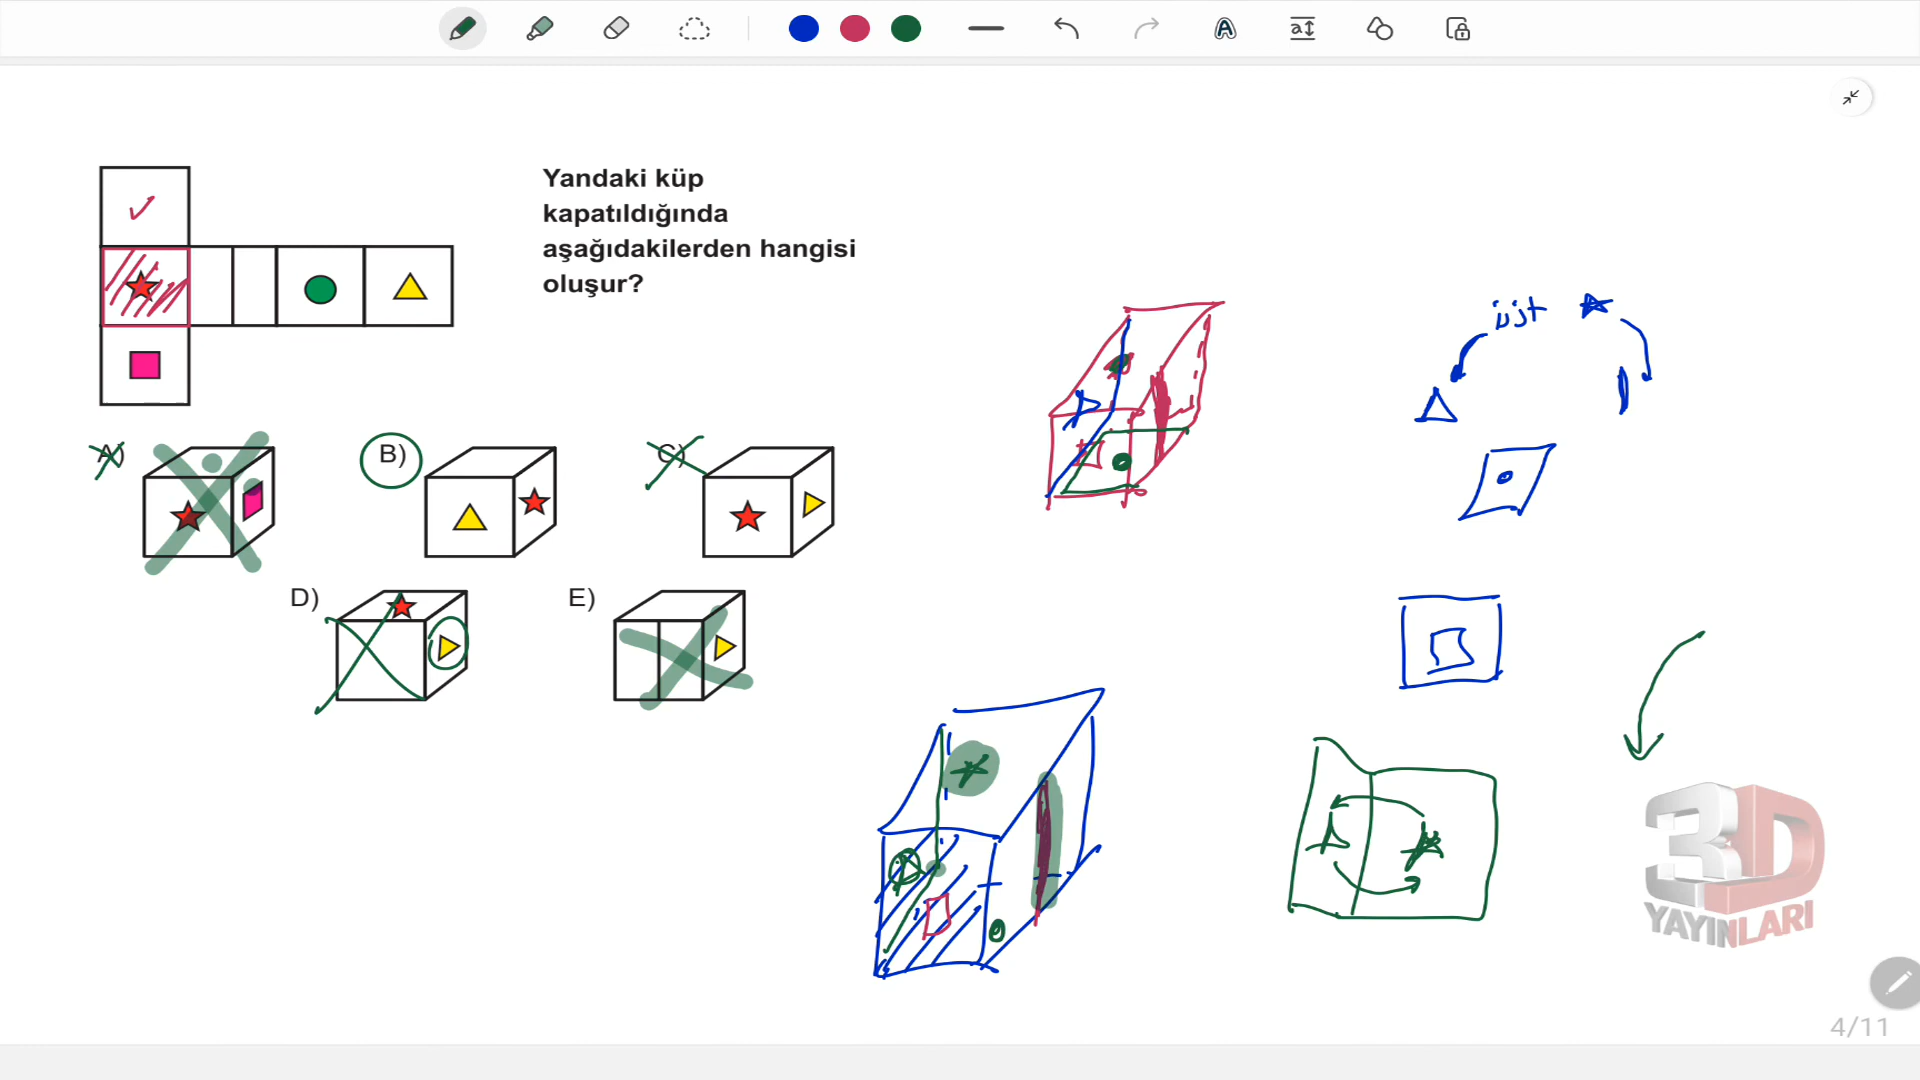 Yandaki küp
kapatıldığında
aşağıdakilerden hangisi
oluşur?
üst
A)
B)
C)
D)
E)
3D
YAYINLARI
4/11